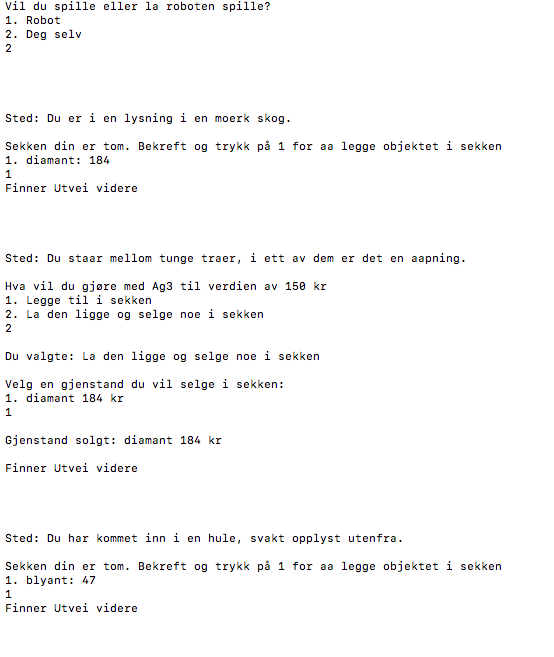 Vil du spille eller la roboten spille?
1. Robot
2. Deg selv
2
Sted: Du er i en lysning i en moerk skog.
Sekken din er tom. Bekreft og trykk på 1 for aa legge objektet i sekken
1. diamant: 184
1
Finner Utvei videre
Sted: Du staar mellom tunge traer, i ett av dem er det en aapning.
Hva vil du gjøre med Ag3 til verdien av 150 kr
1. Legge til i sekken
2. La den ligge og selge noe i sekken
2
Du valgte: La den ligge og selge noe i sekken
Velg en gjenstand du vil selge i sekken:
1. diamant 184 kr
1
Gjenstand solgt: diamant 184 kr
Finner Utvei videre
Sted: Du har kommet inn i en hule, svakt opplyst utenfra.
Sekken din er tom. Bekreft og trykk på 1 for aa legge objektet i sekken
1. blyant: 47
1
Finner Utvei videre